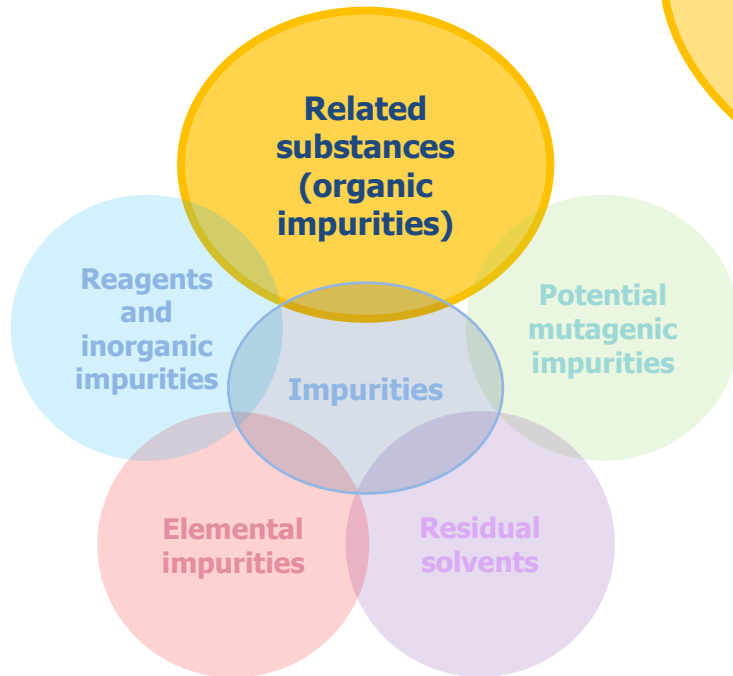 Related
substances
(organic
impurities)
Reagents
and
inorganic
impurities
Potential
mutagenic
impurities
Impurities
Elemental
impurities
Residual
solvents